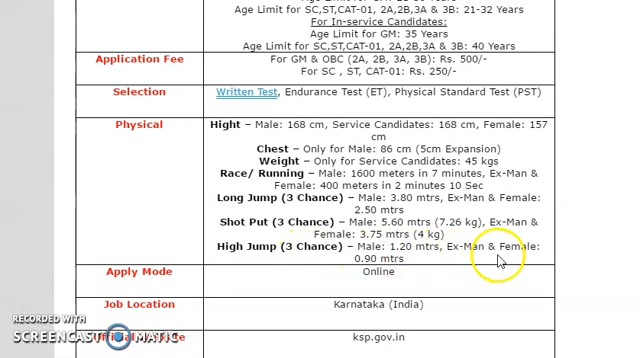 Age Limit for SC,ST,CAT-01, 2A,2B,3A & 3B: 21-32 Years
For In-service Candidates:
Age Limit for GM: 35 Years
Age Limit for SC,ST,CAT-01, 2A,2B,3A & 3B: 40 Years
Application Fee
For GM & OBC (2A, 2B, 3A, 3B): Rs. 500/-
For SC , ST, CAT-01: Rs. 250/-
Selection
Written Test, Endurance Test (ET), Physical Standard Test (PST)
Physical
Hight – Male: 168 cm, Service Candidates: 168 cm, Female: 157
cm
Chest – Only for Male: 86 cm (5cm Expansion)
Weight – Only for Service Candidates: 45 kgs
Race/ Running – Male: 1600 meters in 7 minutes, Ex-Man &
Female: 400 meters in 2 minutes 10 Sec
Long Jump (3 Chance) – Male: 3.80 mtrs, Ex-Man & Female:
2.50 mtrs
Shot Put (3 Chance) – Male: 5.60 mtrs (7.26 kg), Ex-Man &
Female: 3.75 mtrs (4 kg)
High Jump (3 Chance) – Male: 1.20 mtrs, Ex-Man & Female:
0.90 mtrs
Apply Mode
Online
Job Location
Karnataka (India)
RECORDED WITH
SCREENCAST MATIC
ksp.gov.in